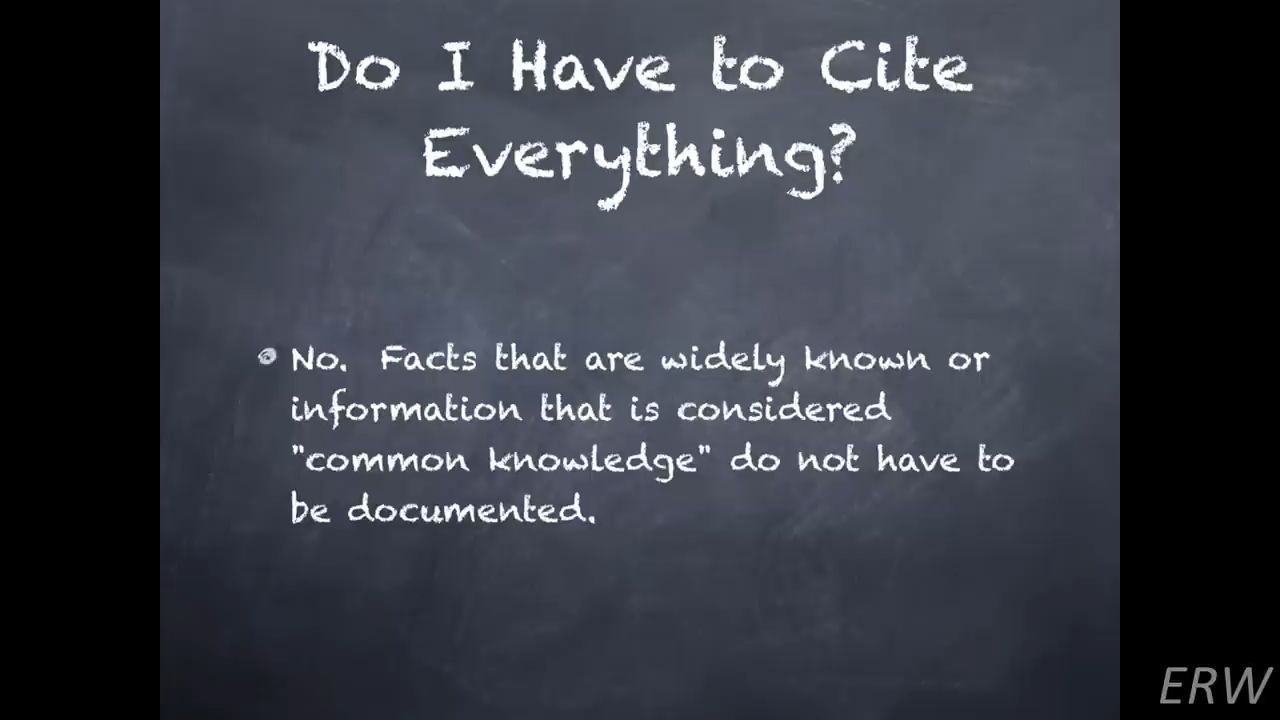 Do I Have to Cite
Everything?
No.  Facts that are widely known or
information that is considered
"common knowledge" do not have to
be documented.
ERW